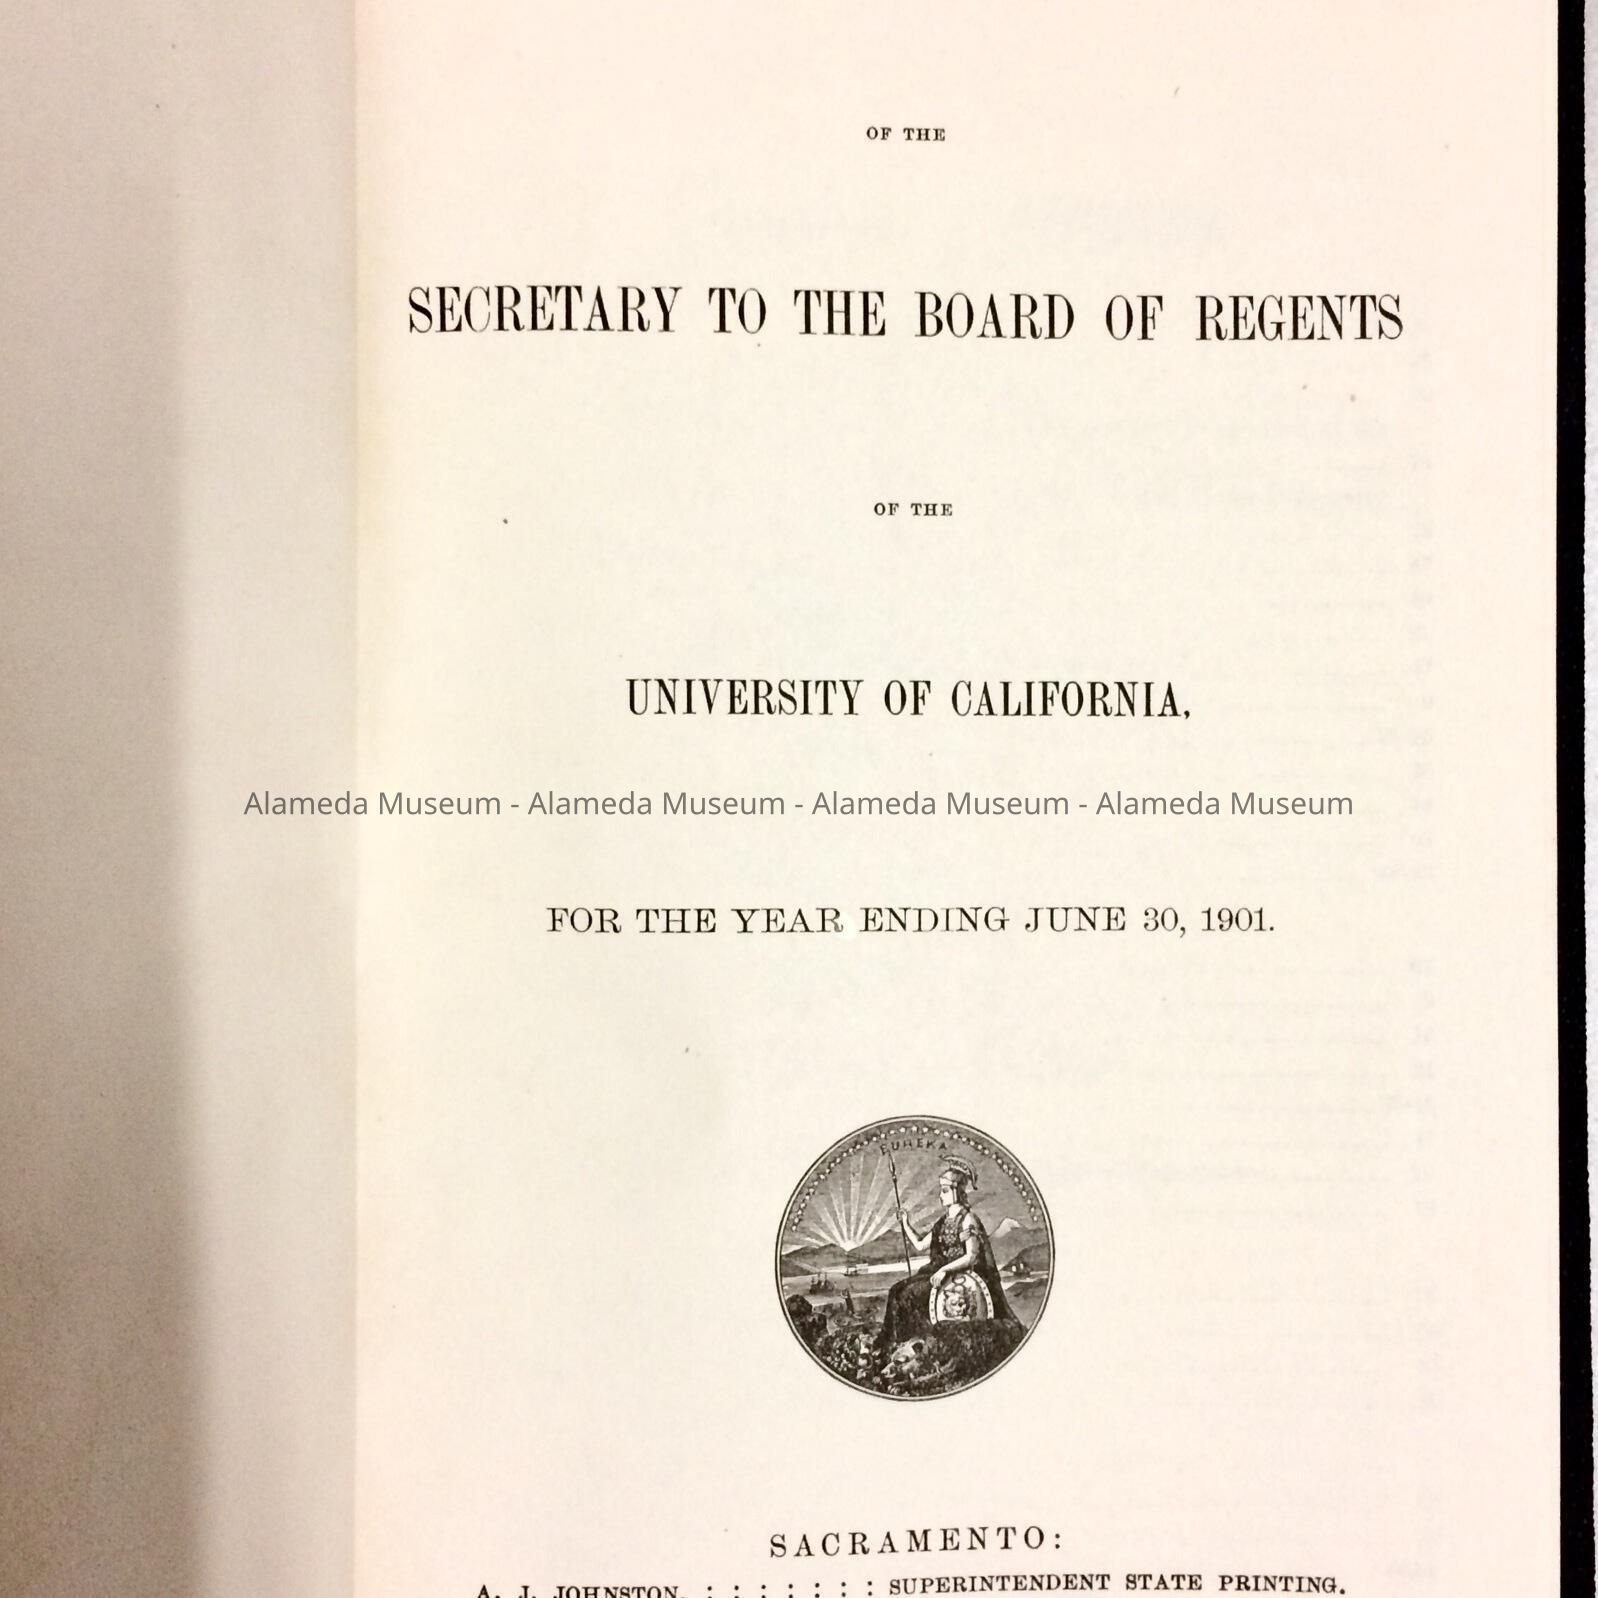 OF THE
SECRETARY TO THE BOARD OF REGENTS
OF THE
UNIVERSITY OF CALIFORNIA,
Alameda Museum - Alameda Museum - Alameda Museum - Alameda Museum
FOR THE YEAR ENDING JUNE 30, 1901.
EUREKA
SACRAMENTO:
A. J. JOHNSTON, : : : : : : : SUPERINTENDENT STATE PRINTING.